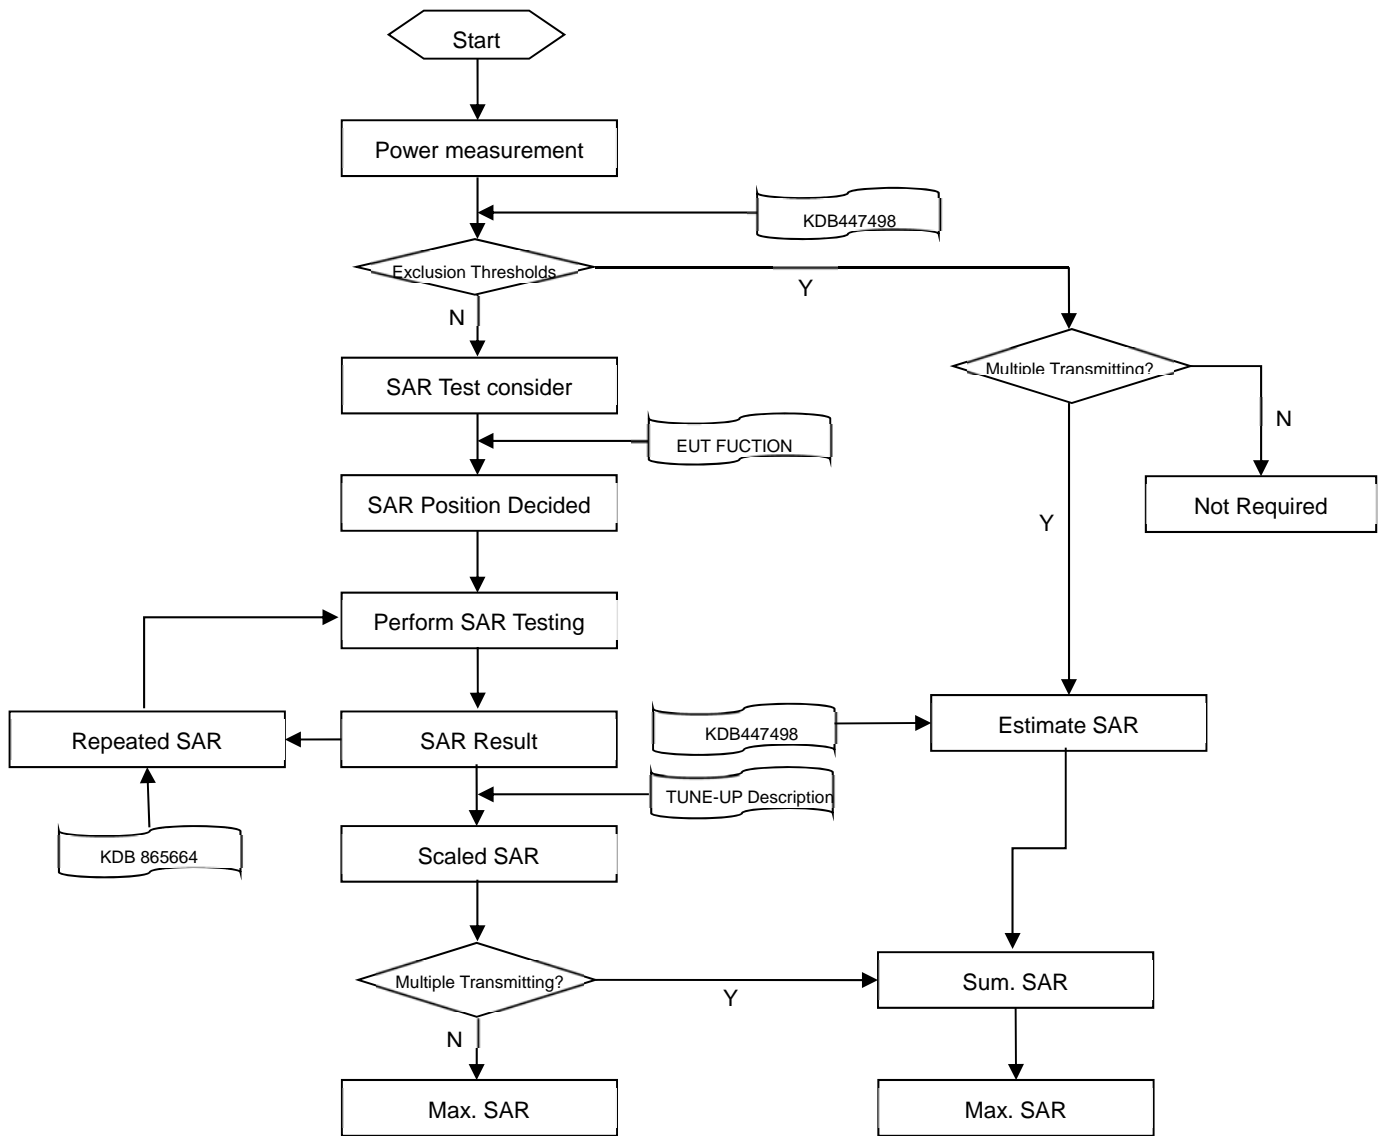 Start
Power measurement
KDB447498
Exclusion Thresholds
Y
N
Multiple Transmitting?
SAR Test consider
N
EUT FUCTION
SAR Position Decided
Not Required
Y
Perform SAR Testing
Repeated SAR
SAR Result
KDB447498
Estimate SAR
TUNE-UP Description
KDB 865664
Scaled SAR
Multiple Transmitting?
Y
Sum. SAR
N
Max. SAR
Max. SAR